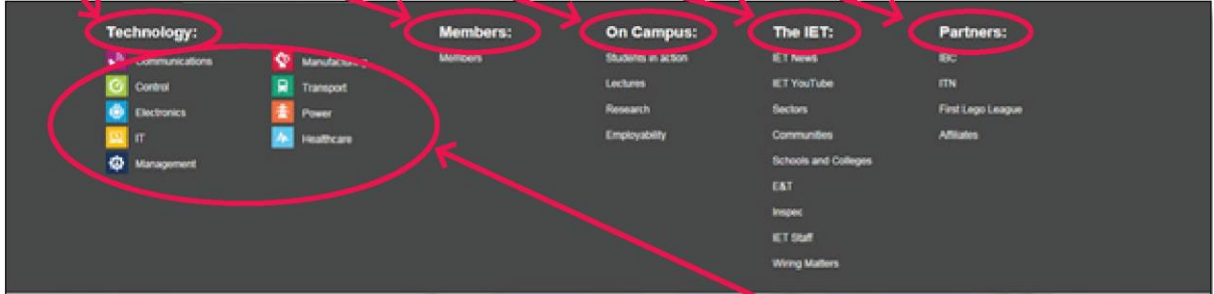 Technology:
Communications
Control
Electronics
IT
Management
Manufacturing
Transport
Power
Healthcare
Members:
Members
On Campus:
Students in action
Lectures
Research
Employability
The IET:
IET News
IET YouTube
Sectors
Communities
Schools and Colleges
E&T
Inspec
IET Staff
Wiring Matters
Partners:
IBC
ITN
First Lego League
Affiliates